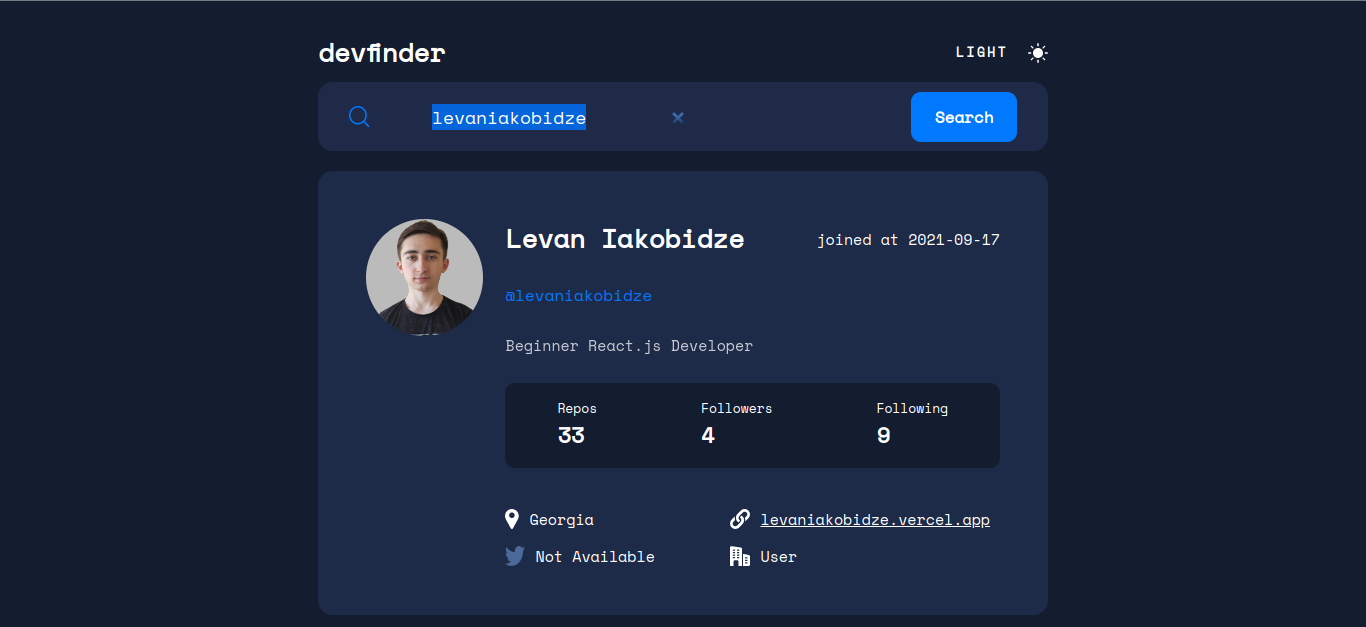 devfinder
LIGHT
levaniakobidze
Search
Levan Iakobidze
joined at 2021-09-17
@levaniakobidze
Beginner React.js Developer
Repos Followers Following
33 4 9
Georgia
levaniakobidze.vercel.app
Not Available
User